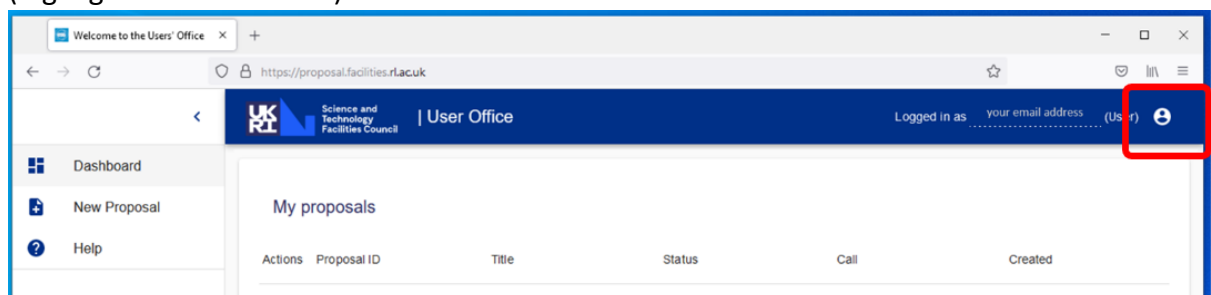 Welcome to the Users' Office
https://proposal.facilities.rl.ac.uk
UK
RI
Science and
Technology
Facilities Council
| User Office
Logged in as your email address (User)
Dashboard
New Proposal
Help
My proposals
Actions Proposal ID Title Status Call Created